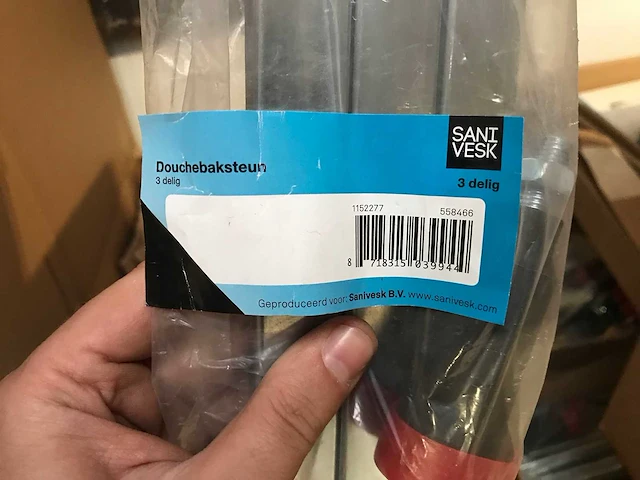 SANI
VESK
Douchebaksteun
3 delig
3 delig
1152277 558466
8 718315 039944
Geproduceerd voor: Sanivesk B.V. www.sanivesk.com